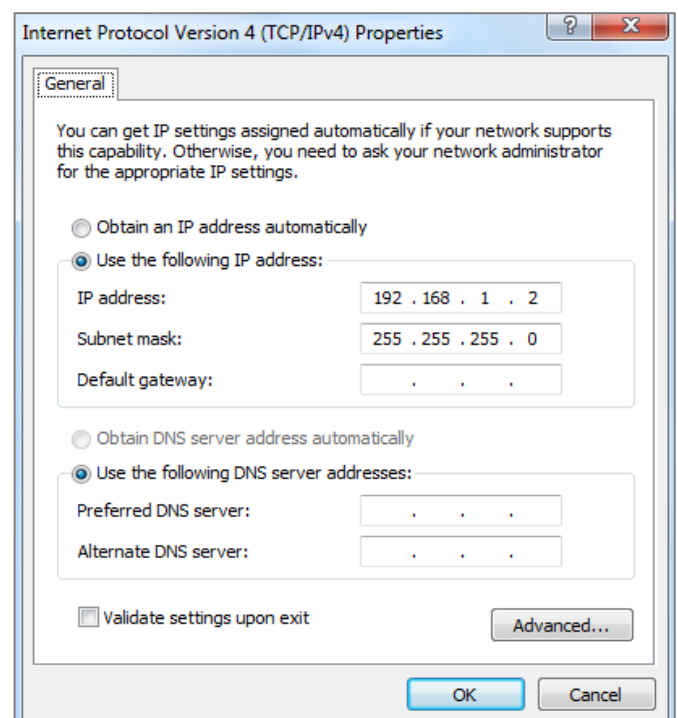 Internet Protocol Version 4 (TCP/IPv4) Properties
?
X
General
You can get IP settings assigned automatically if your network supports
this capability. Otherwise, you need to ask your network administrator
for the appropriate IP settings.
Obtain an IP address automatically
Use the following IP address:
IP address: 192 . 168 . 1 . 2
Subnet mask: 255 . 255 . 255 . 0
Default gateway: . . .
Obtain DNS server address automatically
Use the following DNS server addresses:
Preferred DNS server: . . .
Alternate DNS server: . . .
Validate settings upon exit
Advanced...
OK Cancel